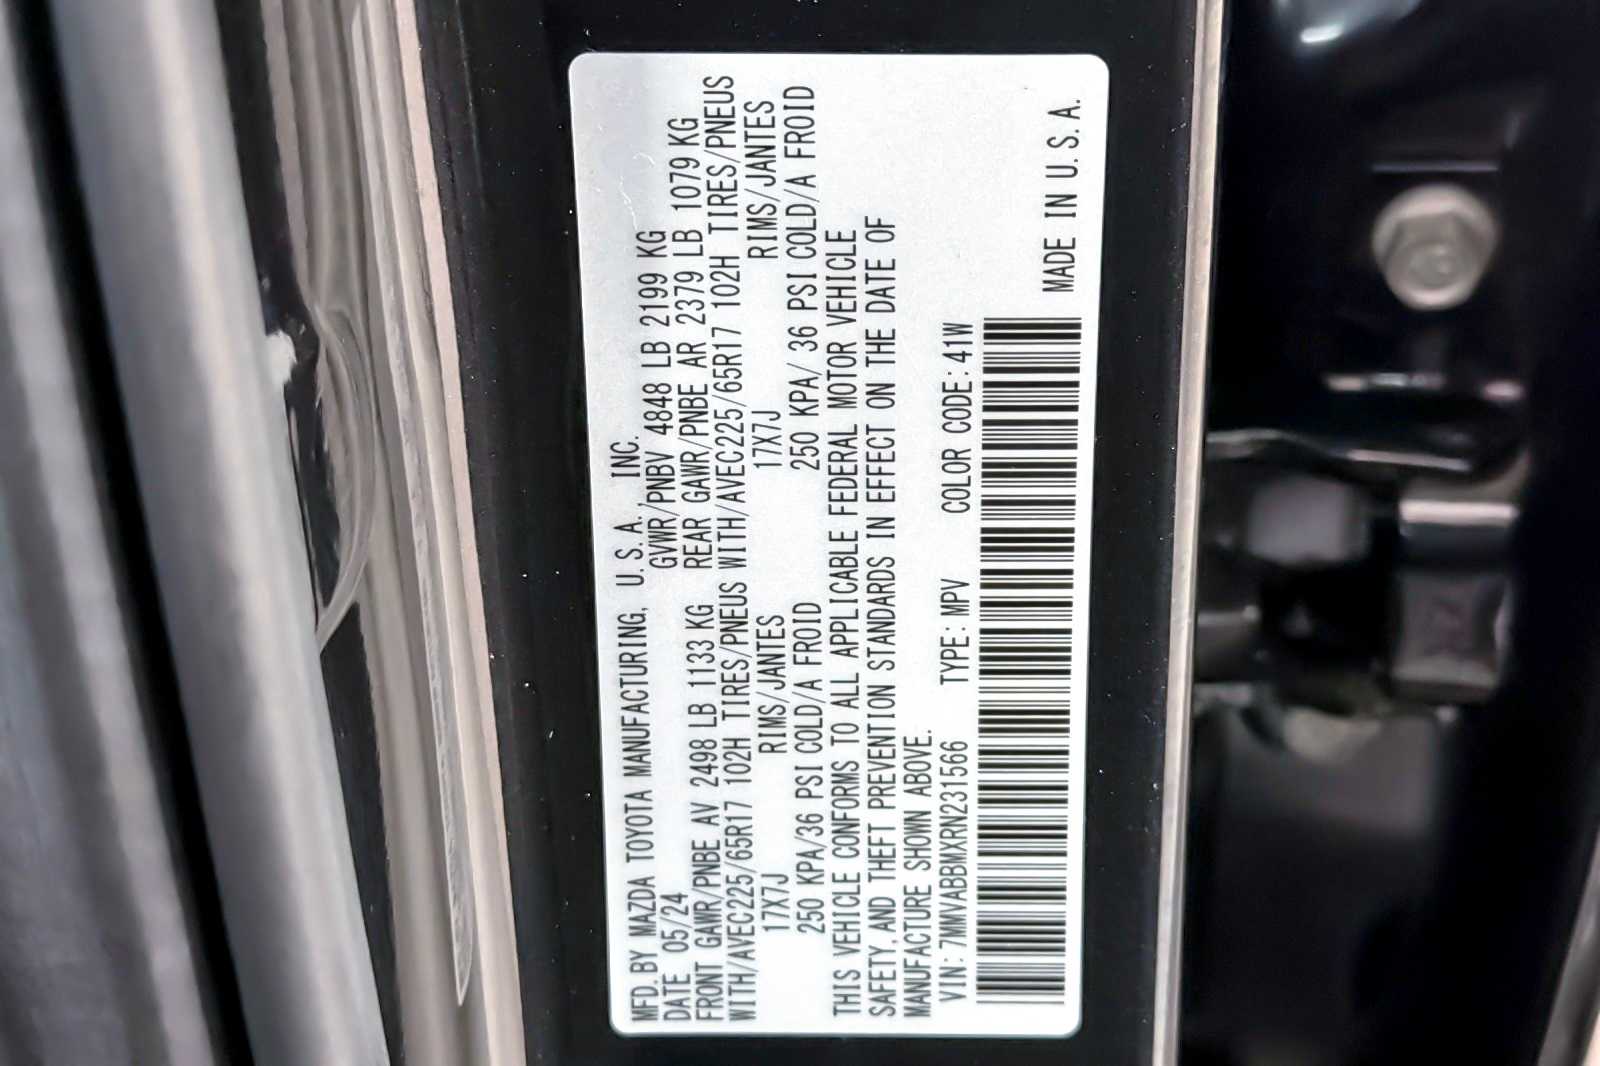 MFD.BY MAZDA TOYOTA MANUFACTURING, U.S.A., INC.
DATE 05/24 GVWR/PNBV 4848 LB 2199 KG
FRONT GAWR/PNBE AV 2498 LB 1133 KG REAR GAWR/PNBE AR 2379 LB 1079 KG
WITH/AVEC225/65R17 102H TIRES/PNEUS WITH/AVEC225/65R17 102H TIRES/PNEUS
17X7J RIMS/JANTES 17X7J RIMS/JANTES
250 KPA/36 PSI COLD/A FROID 250 KPA/ 36 PSI COLD/A FROID
THIS VEHICLE CONFORMS TO ALL APPLICABLE FEDERAL MOTOR VEHICLE
SAFETY, AND THEFT PREVENTION STANDARDS IN EFFECT ON THE DATE OF
MANUFACTURE SHOWN ABOVE.
VIN: 7MMVABBMXRN231566 TYPE: MPV COLOR CODE: 41W
MADE IN U.S.A.